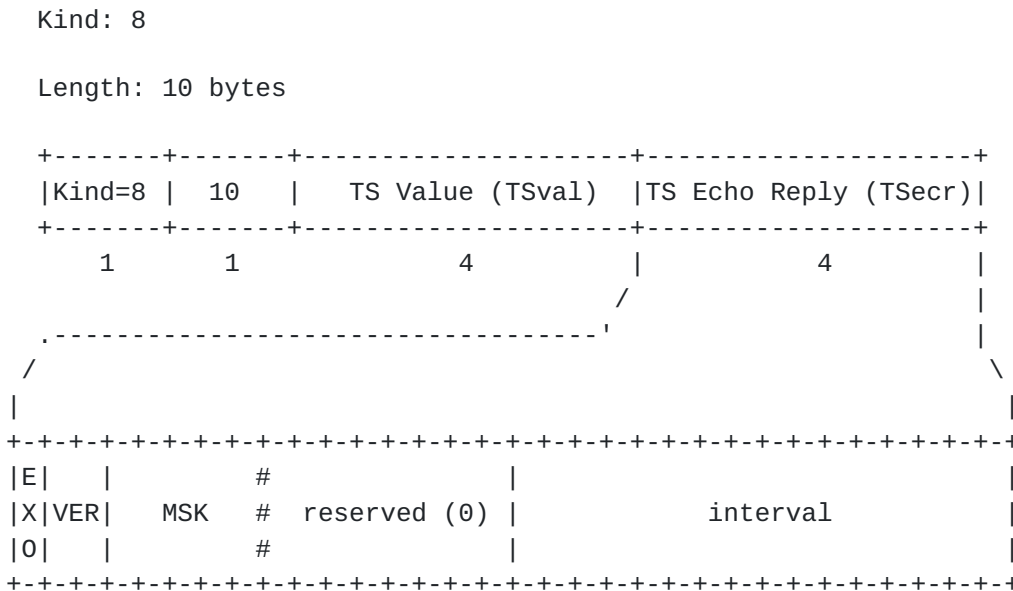 Kind: 8
Length: 10 bytes
+-------+-------+---------------------+---------------------+
|Kind=8 |  10   |   TS Value (TSval)  |TS Echo Reply (TSecr)|
+-------+-------+---------------------+---------------------+
    1       1              4          |          4          |
                                     /                      |
.-----------------------------------'                       |
/                                                             \
|                                                               |
+-+-+-+-+-+-+-+-+-+-+-+-+-+-+-+-+-+-+-+-+-+-+-+-+-+-+-+-+-+-+-+-+
|E|   |         #               |                               |
|X|VER|   MSK   #  reserved (0) |            interval           |
|O|   |         #               |                               |
+-+-+-+-+-+-+-+-+-+-+-+-+-+-+-+-+-+-+-+-+-+-+-+-+-+-+-+-+-+-+-+-+